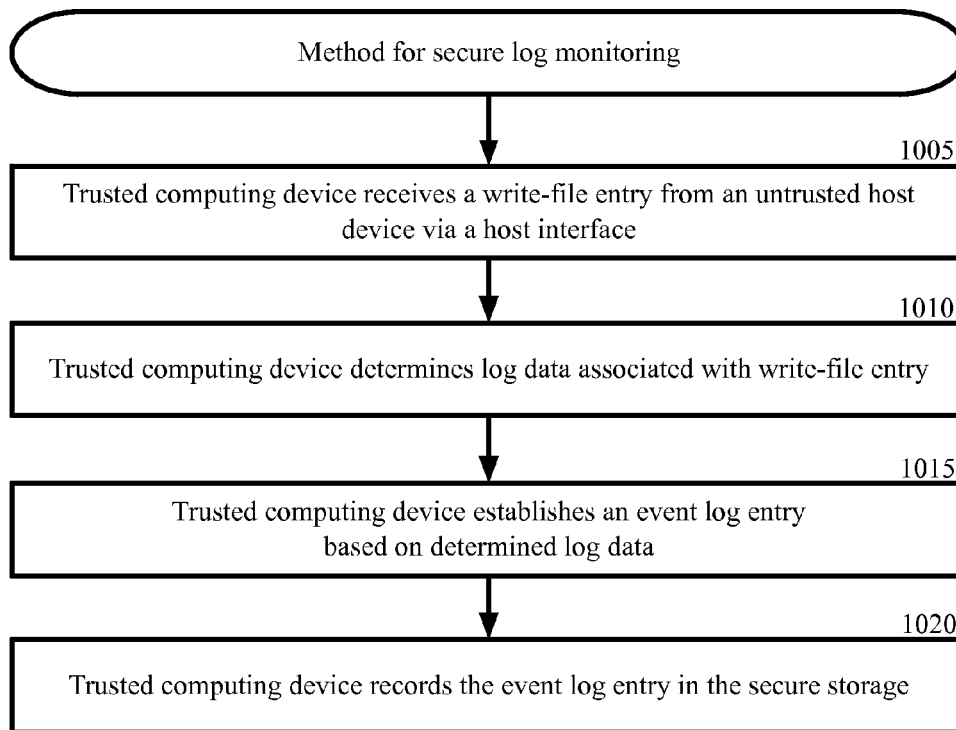 Method for secure log monitoring
1005
Trusted computing device receives a write-file entry from an untrusted host
device via a host interface
1010
Trusted computing device determines log data associated with write-file entry
1015
Trusted computing device establishes an event log entry
based on determined log data
1020
Trusted computing device records the event log entry in the secure storage